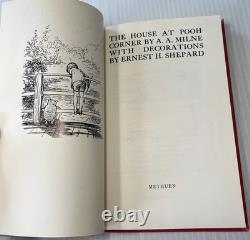 THE HOUSE AT POOH
CORNER BY A. A. MILNE
WITH DECORATIONS
BY ERNEST H. SHEPARD
METHUEN